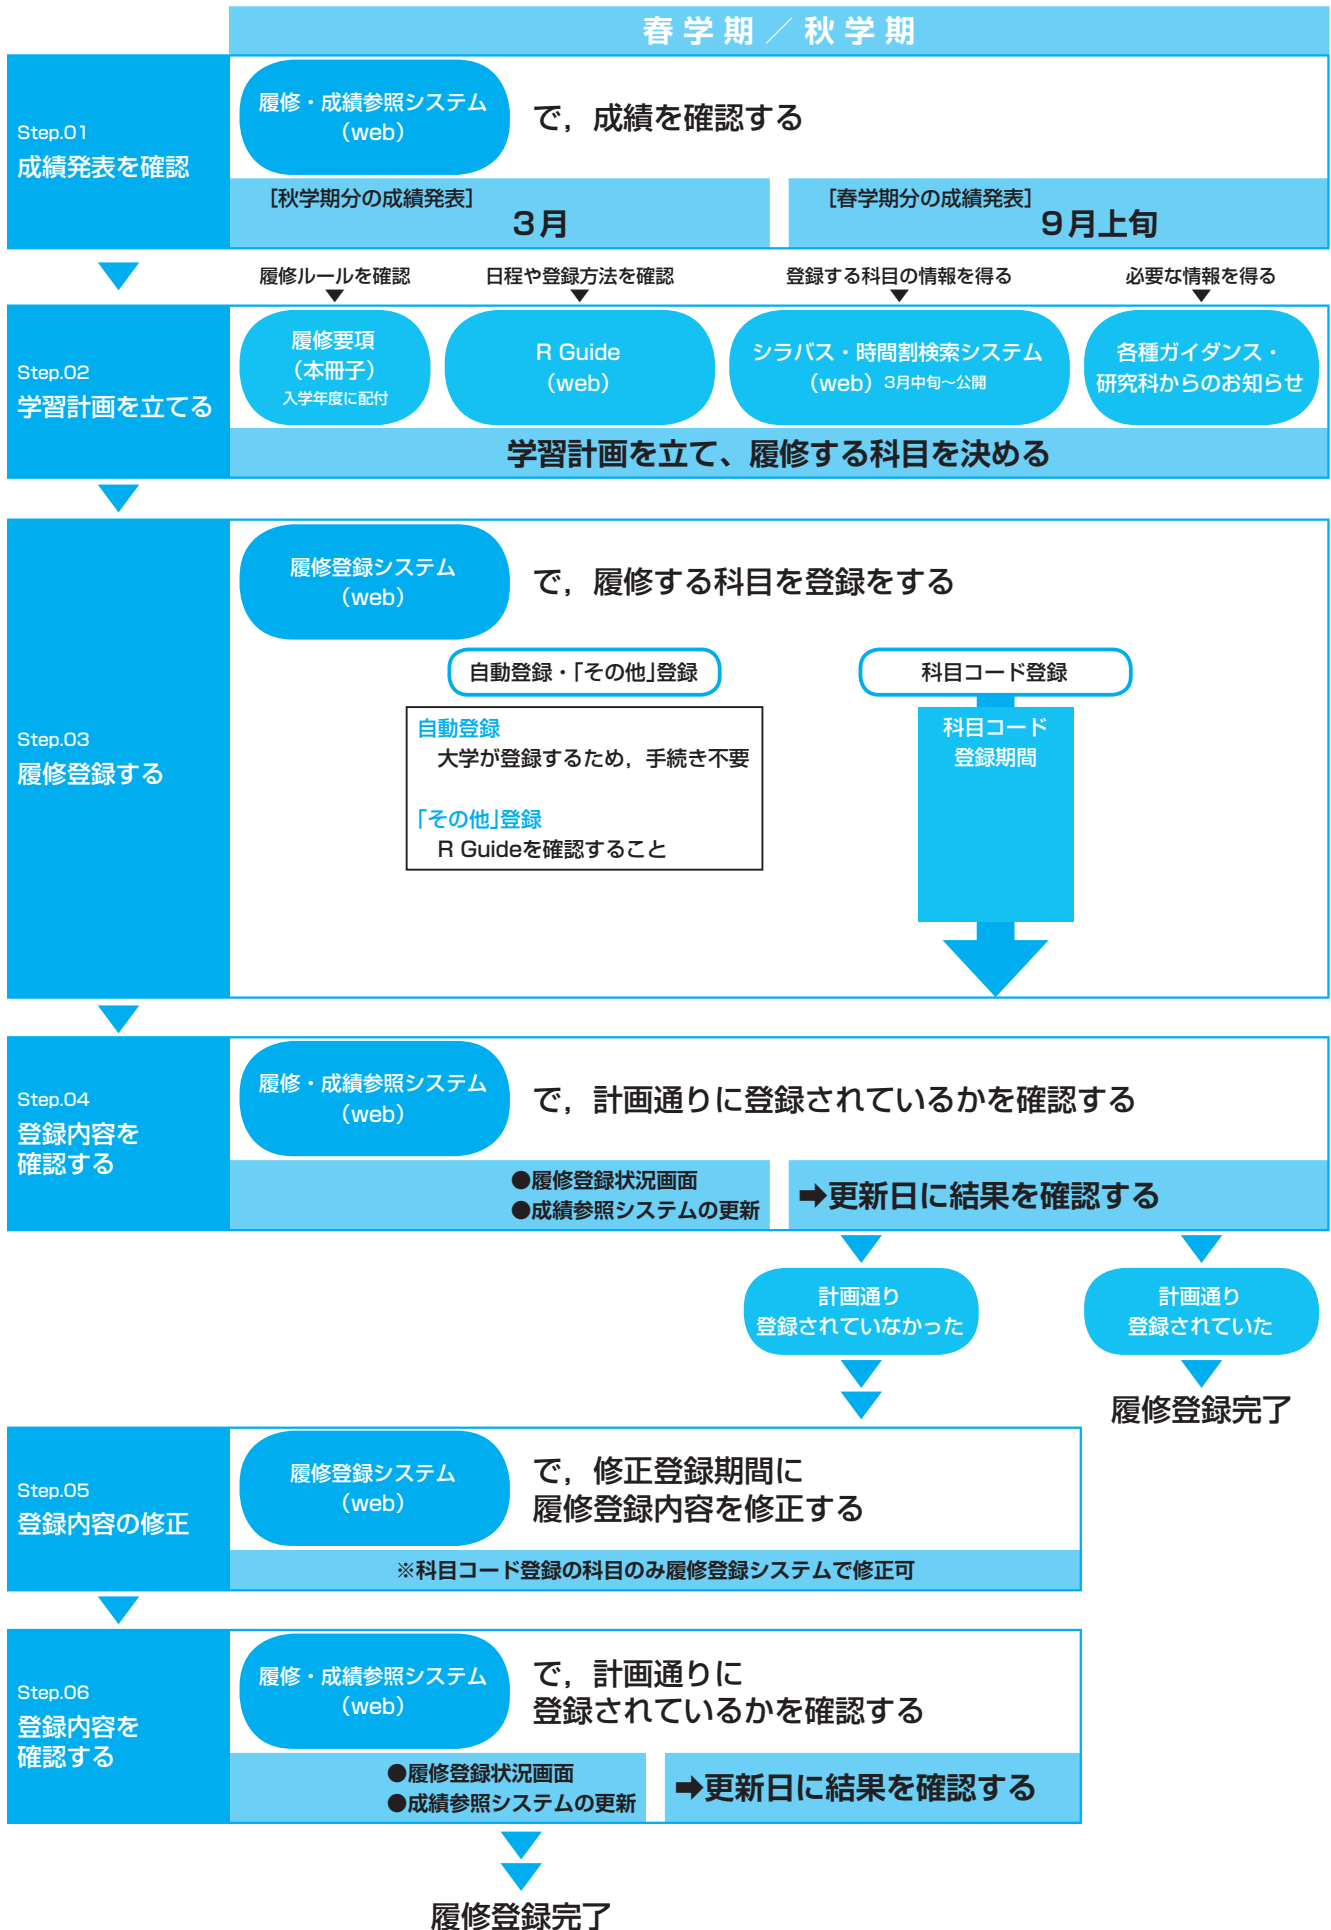 春学期／秋学期
Step.01
成績発表を確認
履修・成績参照システム
（web）
で，成績を確認する
［秋学期分の成績発表］
3月
［春学期分の成績発表］
9月上旬
履修ルールを確認
日程や登録方法を確認
登録する科目の情報を得る
必要な情報を得る
Step.02
学習計画を立てる
履修要項
（本冊子）
入学年度に配付
R Guide
（web）
シラバス・時間割検索システム
（web）3月中旬～公開
各種ガイダンス・
研究科からのお知らせ
学習計画を立て、履修する科目を決める
Step.03
履修登録する
履修登録システム
（web）
で，履修する科目を登録をする
自動登録・「その他」登録
自動登録
大学が登録するため，手続き不要
「その他」登録
R Guideを確認すること
科目コード登録
科目コード
登録期間
Step.04
登録内容を
確認する
履修・成績参照システム
（web）
で，計画通りに登録されているかを確認する
●履修登録状況画面
●成績参照システムの更新
➡更新日に結果を確認する
計画通り
登録されていなかった
計画通り
登録されていた
履修登録完了
Step.05
登録内容の修正
履修登録システム
（web）
で，修正登録期間に
履修登録内容を修正する
※科目コード登録の科目のみ履修登録システムで修正可
Step.06
登録内容を
確認する
履修・成績参照システム
（web）
で，計画通りに
登録されているかを確認する
●履修登録状況画面
●成績参照システムの更新
➡更新日に結果を確認する
履修登録完了